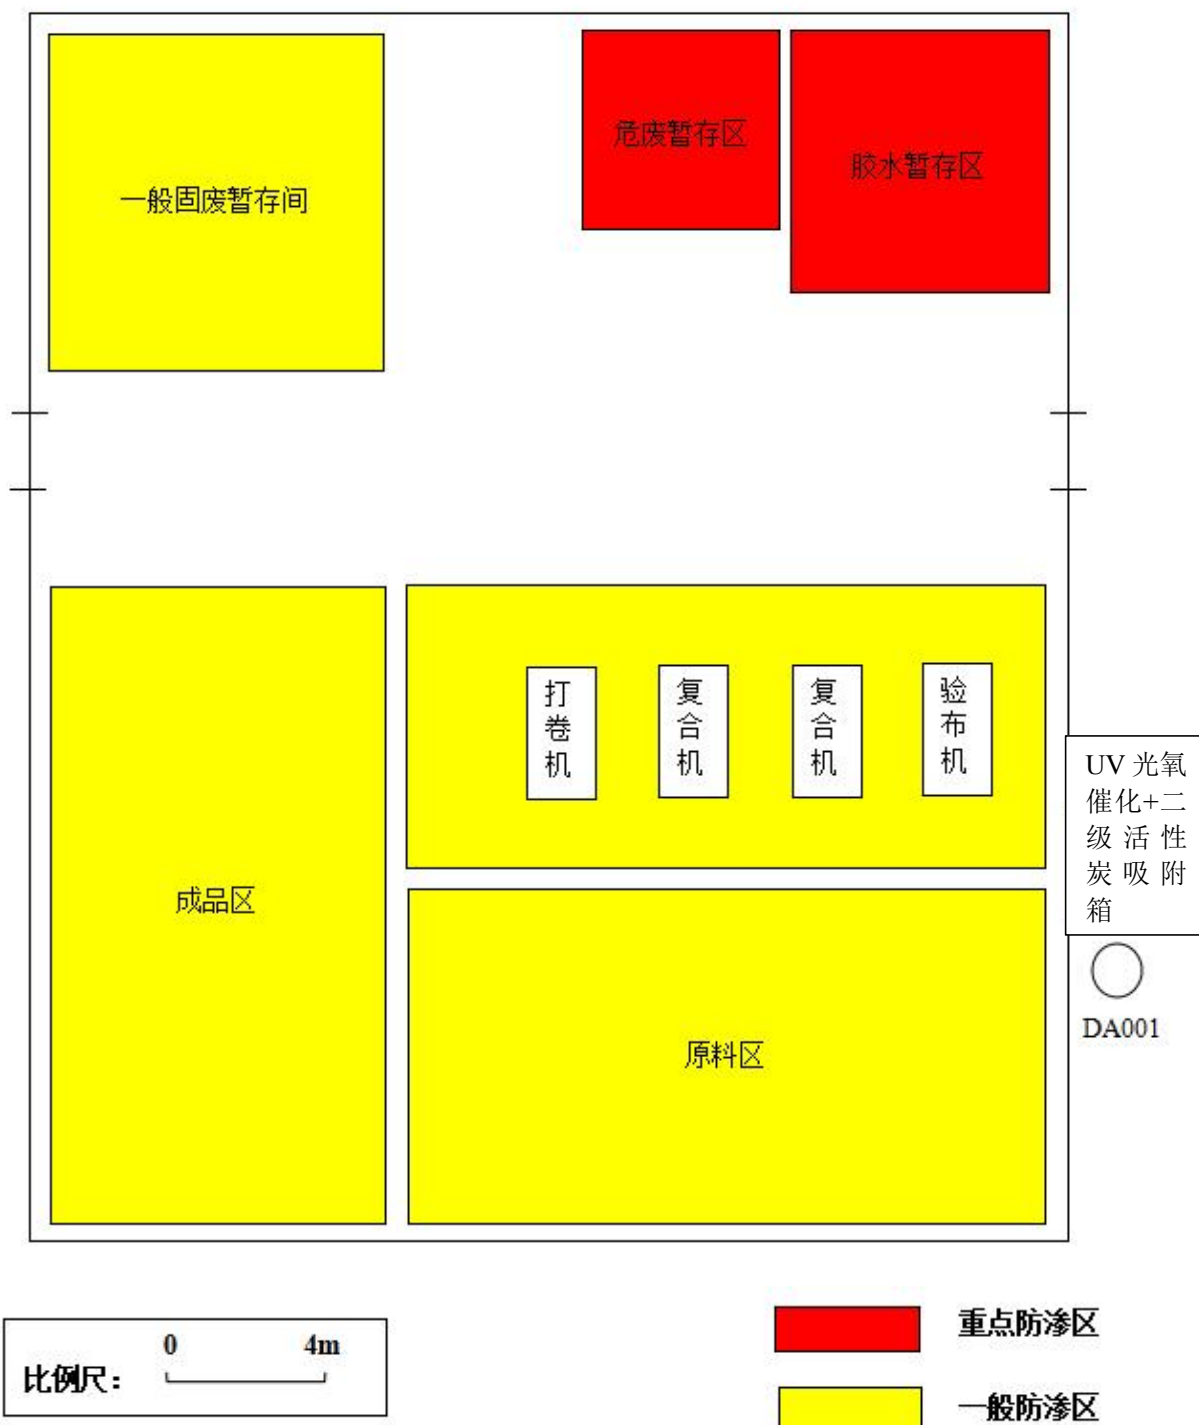 危废暂存区
胶水暂存区
一般固废暂存间
打卷机
复合机
复合机
验布机
UV 光氧
催化+二
级活性
炭吸附
箱
成品区
DA001
原料区
0 4m
比例尺：
重点防渗区
一般防渗区